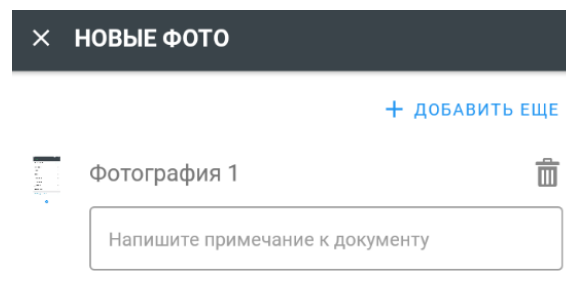 × НОВЫЕ ФОТО
+ ДОБАВИТЬ ЕЩЕ
Фотография 1
Напишите примечание к документу